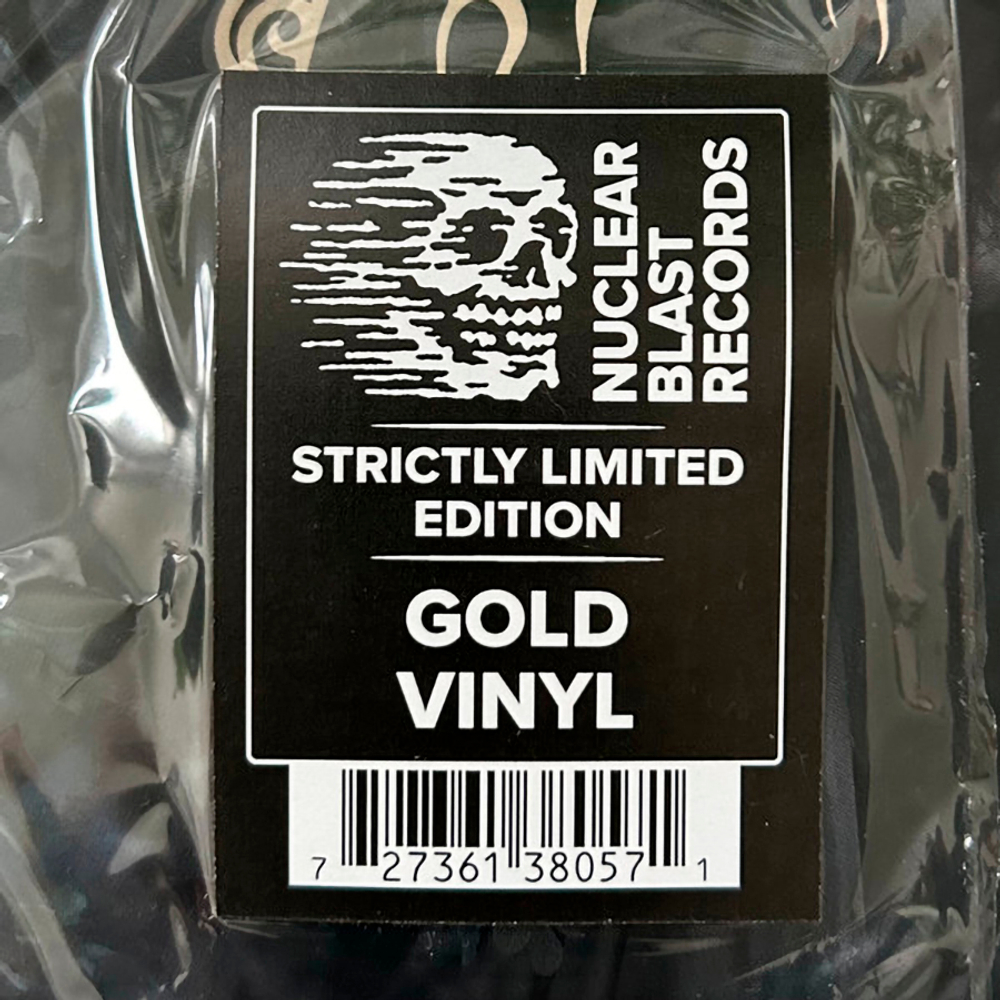 NUCLEAR
BLAST
RECORDS
STRICTLY LIMITED
EDITION
GOLD
VINYL
7 27361 38057 1